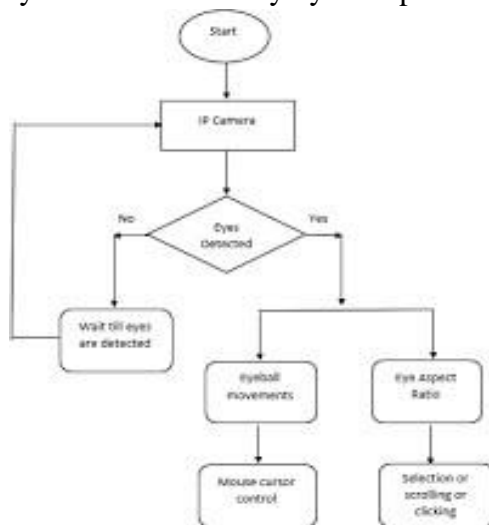 Start
IP Camera
No
Yes
Eyes
Detected
Wait till eyes
are detected
Eyeball
movements
Eye Aspect
Ratio
Mouse cursor
control
Selection or
scrolling or
clicking